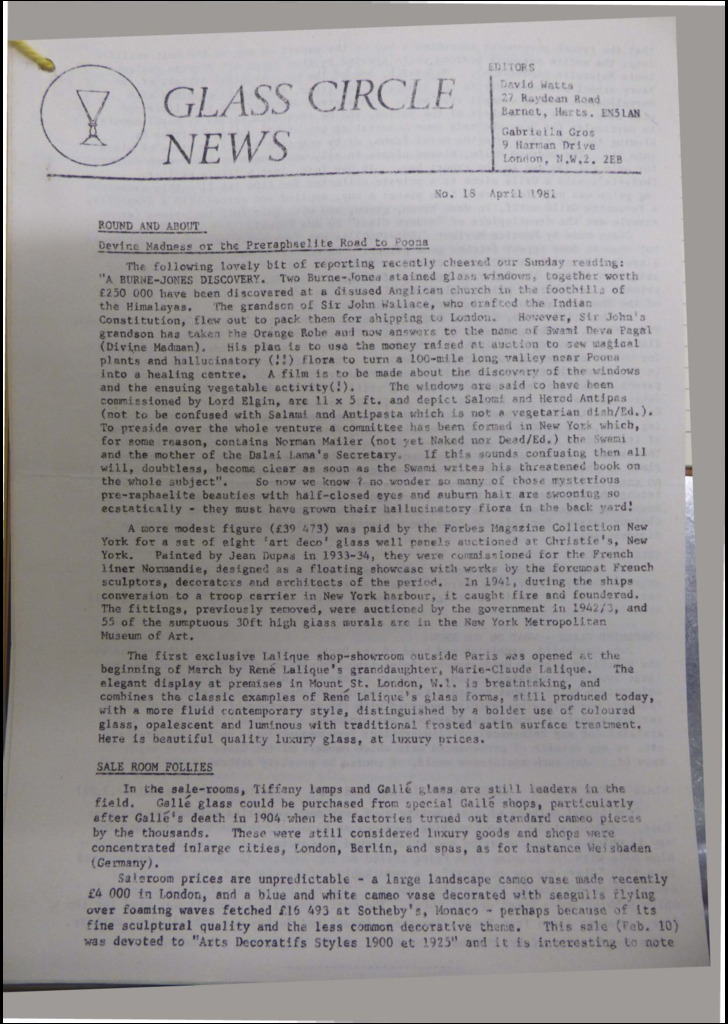 GLASS CIRCLE
NEWS
EDITORS
David Watts
27 Raydean Road
Barnet, Herts. EN51AN
Gabriella Gros
9 Harman Drive
London, N.W.2. 2EB
No. 18 April 1981
ROUND AND ABOUT
Devine Madness or the Preraphaelite Road to Poona
The following lovely bit of reporting recently cheered our Sunday reading:
"A BURNE-JONES DISCOVERY. Two Burne-Jones stained glass windows, together worth
£250 000 have been discovered at a disused Anglican church in the foothills of
the Himalayas. The grandson of Sir John Wallace, who crafted the Indian
Constitution, flew out to pack them for shipping to London. However, Sir John's
grandson has taken the Orange Robe and now answers to the name of Swami Deva Pagal
(Divine Madman). His plan is to use the money raised at auction to sew magical
plants and hallucinatory (!!) flora to turn a 100-mile long valley near Poona
into a healing centre. A film is to be made about the discovery of the windows
and the ensuing vegetable activity(!). The windows are said to have been
commissioned by Lord Elgin, are 11 x 5 ft. and depict Salomi and Herod Antipas
(not to be confused with Salami and Antipasta which is not a vegetarian dish/Ed.).
To preside over the whole venture a committee has been formed in New York which,
for some reason, contains Norman Mailer (not yet Naked nor Dead/Ed.) the Swami
and the mother of the Dalai Lama's Secretary. If this sounds confusing then all
will, doubtless, become clear as soon as the Swami writes his threatened book on
the whole subject". So now we know ? no wonder so many of those mysterious
pre-raphaelite beauties with half-closed eyes and auburn hair are swooning so
ecstatically - they must have grown their hallucinatory flora in the back yard!
A more modest figure (£39 473) was paid by the Forbes Magazine Collection New
York for a set of eight 'art deco' glass wall panels auctioned at Christie's, New
York. Painted by Jean Dupas in 1933-34, they were commissioned for the French
liner Normandie, designed as a floating showcase with works by the foremost French
sculptors, decorators and architects of the period. In 1941, during the ships
conversion to a troop carrier in New York harbour, it caught fire and foundered.
The fittings, previously removed, were auctioned by the government in 1942/3, and
55 of the sumptuous 30ft high glass murals are in the New York Metropolitan
Museum of Art.
The first exclusive Lalique shop-showroom outside Paris was opened at the
beginning of March by René Lalique's granddaughter, Marie-Claude Lalique. The
elegant display at premises in Mount St. London, W.1. is breathtaking, and
combines the classic examples of René Lalique's glass forms, still produced today,
with a more fluid contemporary style, distinguished by a bolder use of coloured
glass, opalescent and luminous with traditional frosted satin surface treatment.
Here is beautiful quality luxury glass, at luxury prices.
SALE ROOM FOLLIES
In the sale-rooms, Tiffany lamps and Gallé glass are still leaders in the
field. Gallé glass could be purchased from special Gallé shops, particularly
after Gallé's death in 1904 when the factories turned out standard cameo pieces
by the thousands. These were still considered luxury goods and shops were
concentrated inlarge cities, London, Berlin, and spas, as for instance Weisbaden
(Germany).
Saleroom prices are unpredictable - a large landscape cameo vase made recently
£4 000 in London, and a blue and white cameo vase decorated with seagulls flying
over foaming waves fetched £16 493 at Sotheby's, Monaco - perhaps because of its
fine sculptural quality and the less common decorative theme. This sale (Feb. 10)
was devoted to "Arts Decoratifs Styles 1900 et 1925" and it is interesting to note